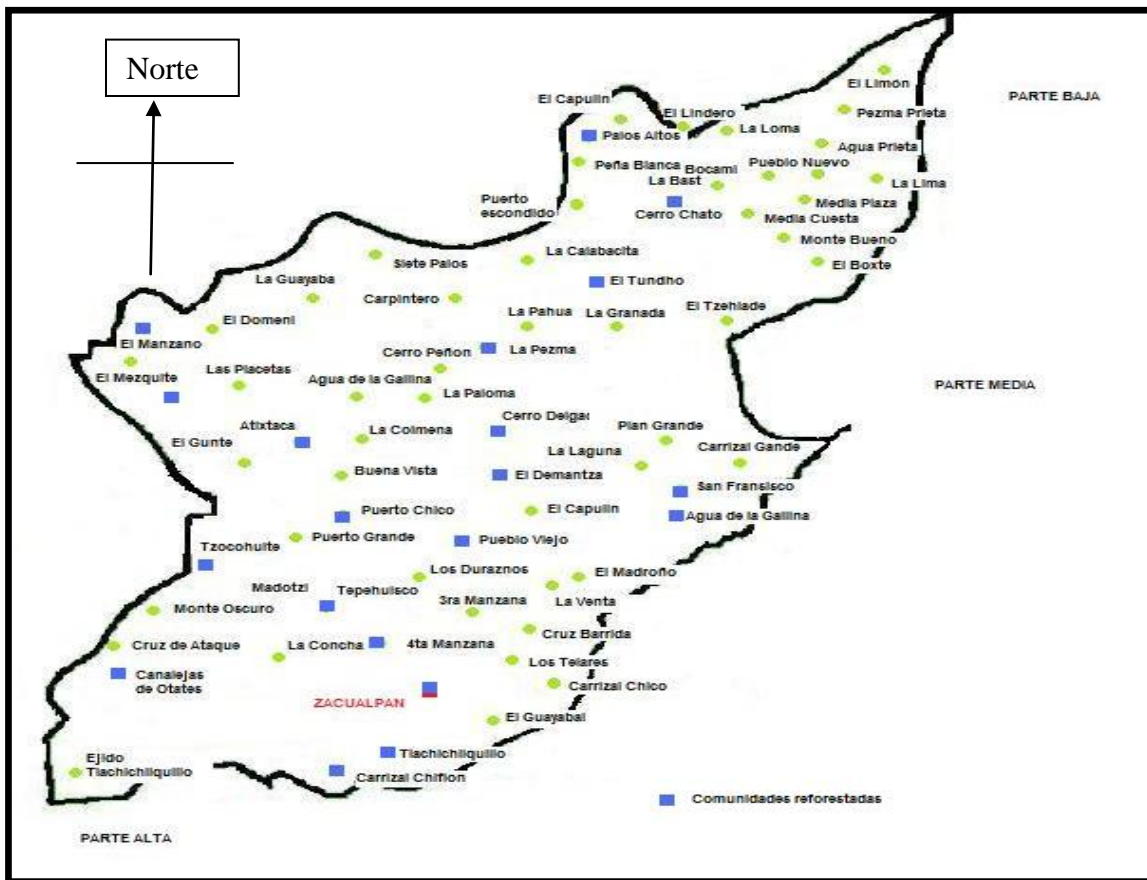 Norte
El Limón
PARTE BAJA
El Capulin
Pezma Prieta
El Lindero
La Loma
Palos Altos
Agua Prieta
Peña Blanca
Bocami
Pueblo Nuevo
La Bast
La Lima
Puerto
escondido
Media Plaza
Cerro Chato
Media Cuesta
Monte Bueno
La Calabacita
Siete Palos
El Boxte
La Guayaba
El Tundho
Carpintero
El Domeni
La Pahua
La Granada
El Tzehlade
El Manzano
Cerro Peñon
La Pezma
El Mezquite
Las Placetas
Agua de la Gallina
La Paloma
PARTE MEDIA
Atixtaca
Cerro Delgac
Plan Grande
El Gunte
La Colmena
La Laguna
Carrizal Gande
Buena Vista
El Demantza
San Fransisco
Puerto Chico
El Capulin
Agua de la Gallina
Puerto Grande
Pueblo Viejo
Tzocohuite
Los Duraznos
El Madroño
Madotzi
Tepehuisco
3ra Manzana
La Venta
Monte Oscuro
Cruz de Ataque
La Concha
4ta Manzana
Cruz Barrida
Los Telares
Canalejas
de Otates
Carrizal Chico
ZACUALPAN
El Guayabal
Ejido
Tlachichilquillo
Tlachichilquillo
Carrizal Chiflon
Comunidades reforestadas
PARTE ALTA